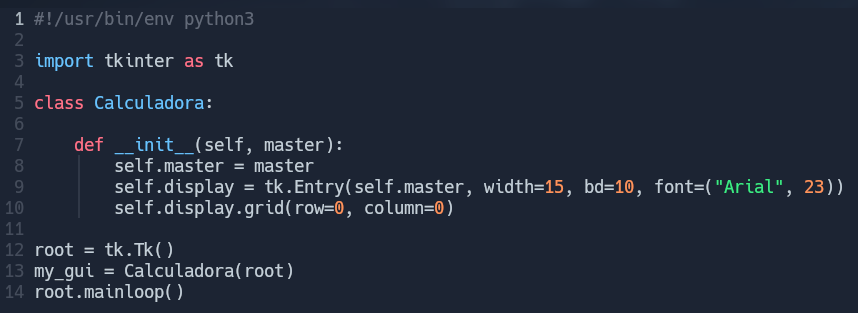 1 #!/usr/bin/env python3
2
3 import tkinter as tk
4
5 class Calculadora:
6
7     def __init__(self, master):
8         self.master = master
9         self.display = tk.Entry(self.master, width=15, bd=10, font=("Arial", 23))
10         self.display.grid(row=0, column=0)
11
12 root = tk.Tk()
13 my_gui = Calculadora(root)
14 root.mainloop()